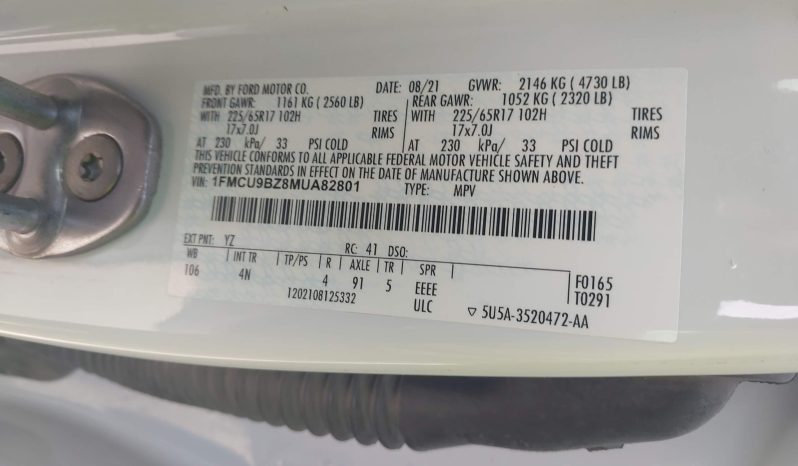 MFD. BY FORD MOTOR CO. DATE: 08/21 GVWR: 2146 KG ( 4730 LB)
FRONT GAWR: 1161 KG ( 2560 LB) REAR GAWR: 1052 KG ( 2320 LB)
WITH 225/65R17 102H TIRES WITH 225/65R17 102H TIRES
17x7.0J RIMS 17x7.0J RIMS
AT 230 kPa/ 33 PSI COLD AT 230 kPa/ 33 PSI COLD
THIS VEHICLE CONFORMS TO ALL APPLICABLE FEDERAL MOTOR VEHICLE SAFETY AND THEFT
PREVENTION STANDARDS IN EFFECT ON THE DATE OF MANUFACTURE SHOWN ABOVE.
VIN: 1FMCU9BZ8MUA82801 TYPE: MPV
EXT PNT: YZ RC: 41 DSO:
WB INT TR TP/PS R AXLE TR SPR F0165
106 4N 4 91 5 EEEE T0291
1202108125332 ULC ▽ 5U5A-3520472-AA